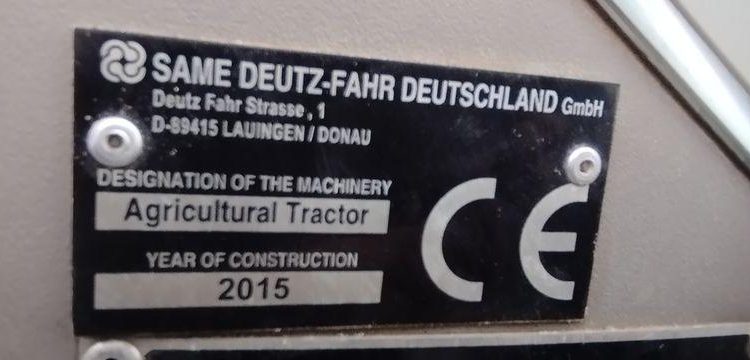 SAME DEUTZ-FAHR DEUTSCHLAND GmbH
Deutz Fahr Strasse, 1
D-89415 LAUINGEN / DONAU
DESIGNATION OF THE MACHINERY
Agricultural Tractor
YEAR OF CONSTRUCTION
2015
CE